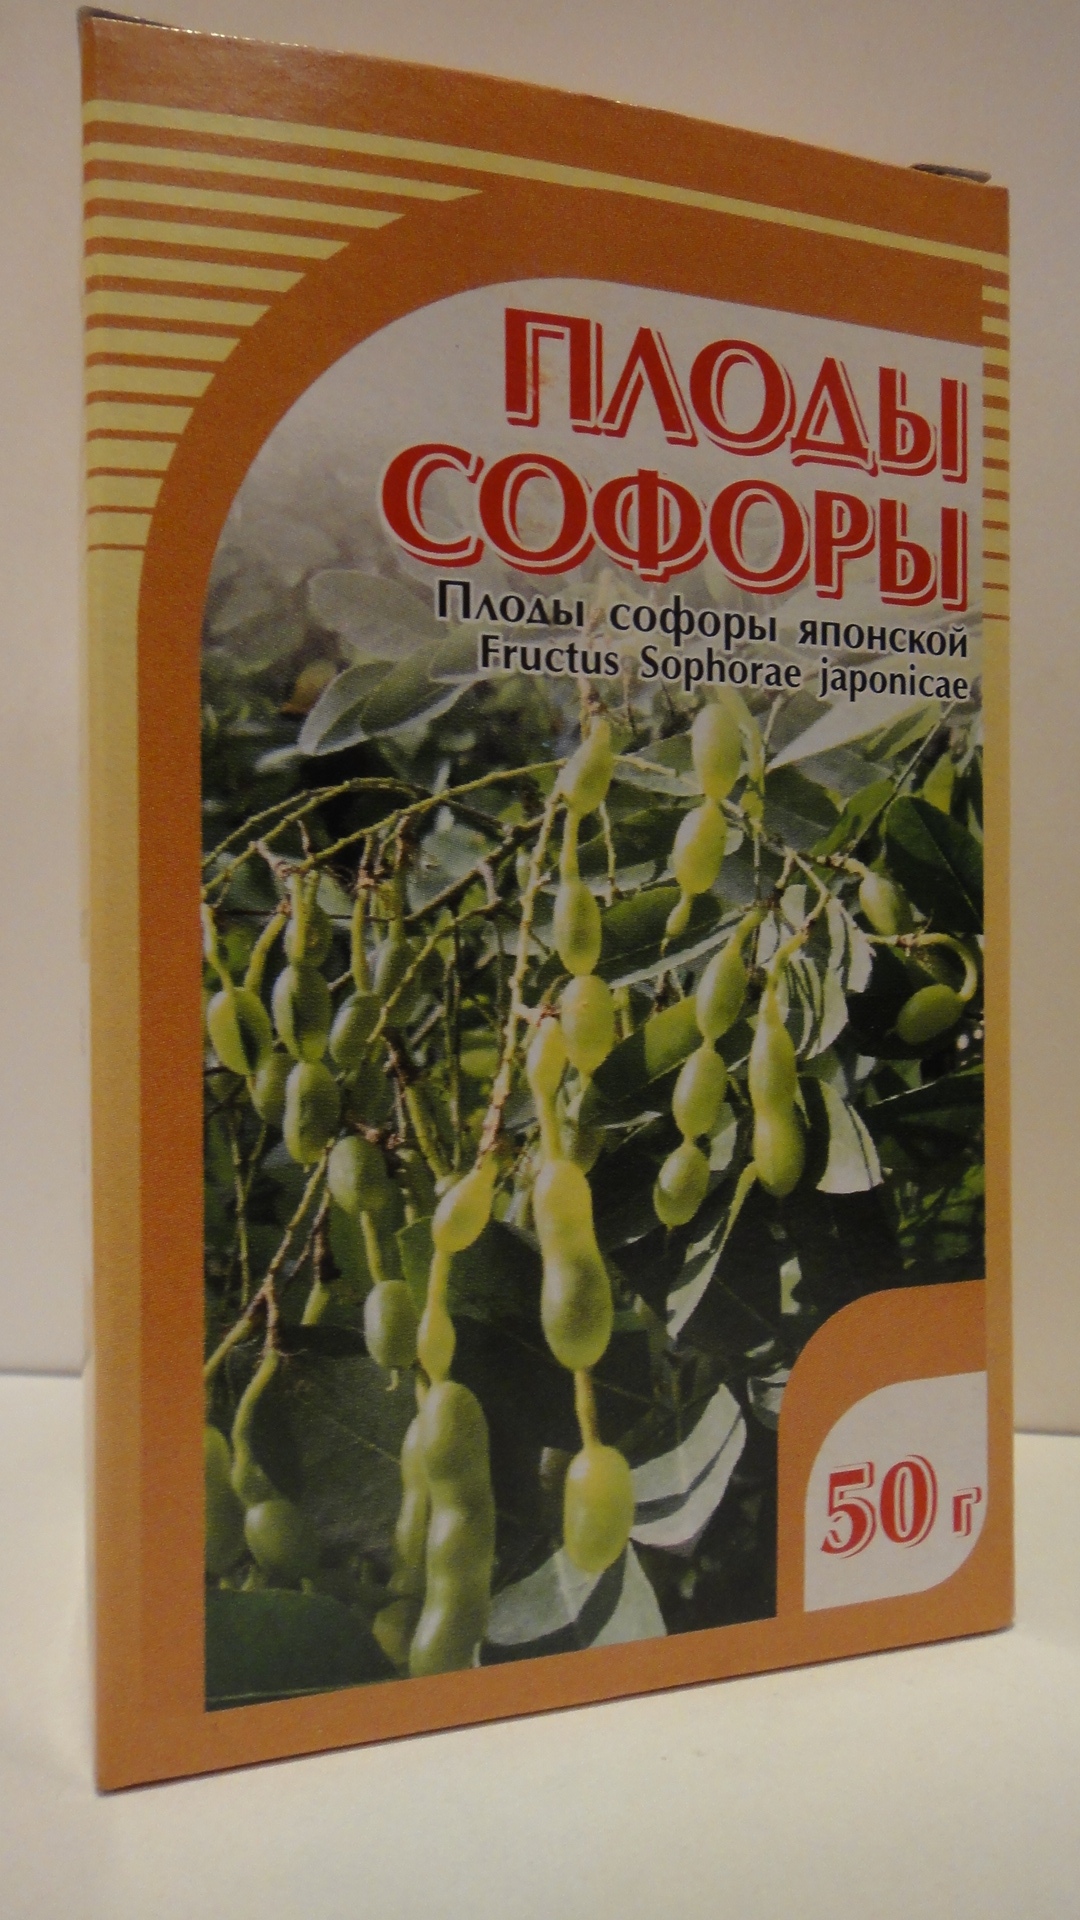 ПЛОДЫ
СОФОРЫ
Плоды софоры японской
Fructus Sophorae japonicae
50 г